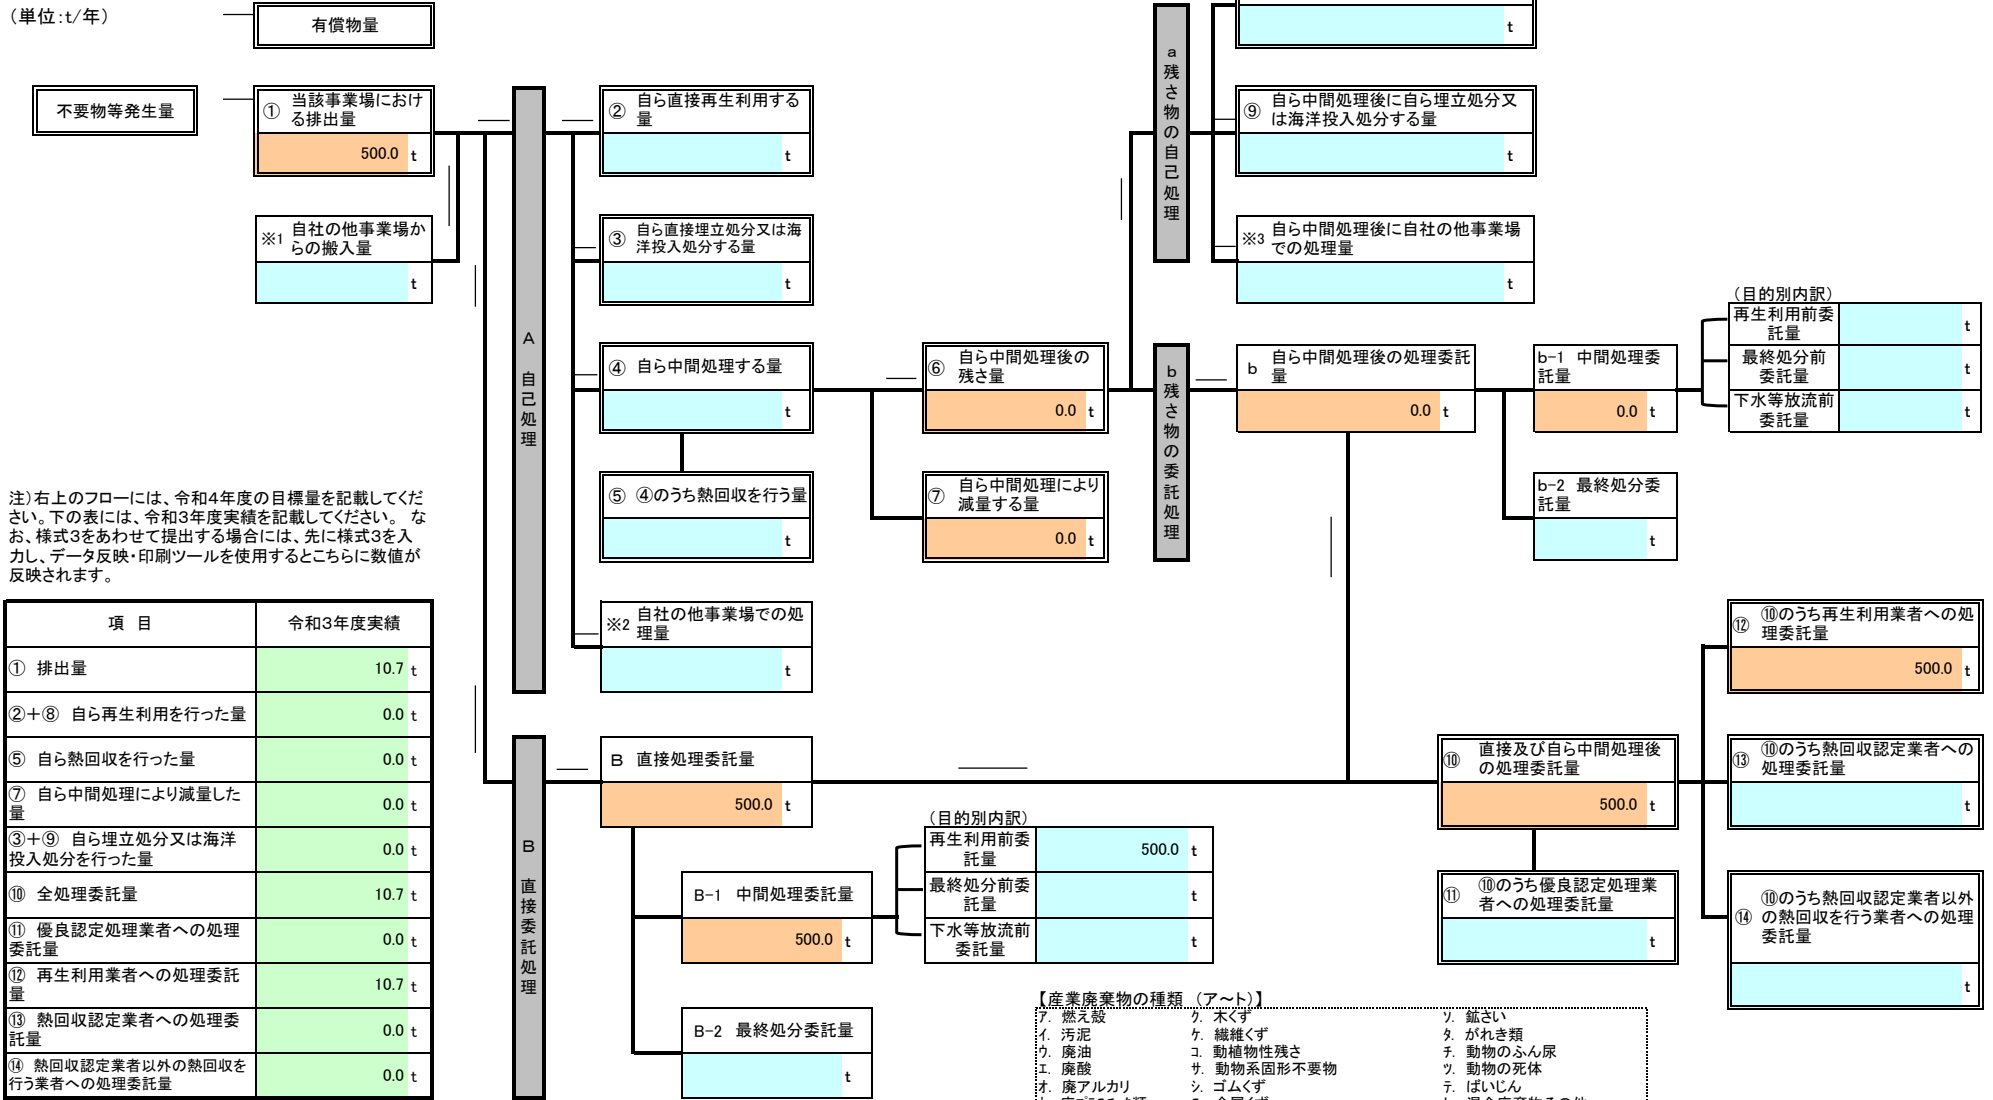 (単位:t/年)
有償物量
不要物等発生量
① 当該事業場におけ
る排出量
500.0 t
※1 自社の他事業場か
らの搬入量
t
A 自己処理
② 自ら直接再生利用する
量
t
③ 自ら直接埋立処分又は海
洋投入処分する量
t
④ 自ら中間処理する量
t
⑤ ④のうち熱回収を行う量
t
※2 自社の他事業場での処
理量
t
⑥ 自ら中間処理後の
残さ量
0.0 t
⑦ 自ら中間処理により
減量する量
0.0 t
a 残さ物の自己処理
t
⑨ 自ら中間処理後に自ら埋立処分又
は海洋投入処分する量
t
※3 自ら中間処理後に自社の他事業場
での処理量
t
b 残さ物の委託処理
b 自ら中間処理後の処理委託
量
0.0 t
b-1 中間処理委
託量
0.0 t
b-2 最終処分委
託量
t
(目的別内訳)
再生利用前委
託量
t
最終処分前
委託量
t
下水等放流前
委託量
t
注)右上のフローには、令和4年度の目標量を記載してくだ
さい。下の表には、令和3年度実績を記載してください。 な
お、様式3をあわせて提出する場合には、先に様式3を入
力し、データ反映・印刷ツールを使用するとこちらに数値が
反映されます。
項 目 令和3年度実績
① 排出量 10.7 t
②+⑧ 自ら再生利用を行った量 0.0 t
⑤ 自ら熱回収を行った量 0.0 t
⑦ 自ら中間処理により減量した
量 0.0 t
③+⑨ 自ら埋立処分又は海洋
投入処分を行った量 0.0 t
⑩ 全処理委託量 10.7 t
⑪ 優良認定処理業者への処理
委託量 0.0 t
⑫ 再生利用業者への処理委託
量 10.7 t
⑬ 熱回収認定業者への処理委
託量 0.0 t
⑭ 熱回収認定業者以外の熱回収を
行う業者への処理委託量 0.0 t
B 直接委託処理
B 直接処理委託量
500.0 t
B-1 中間処理委託量
500.0 t
B-2 最終処分委託量
t
(目的別内訳)
再生利用前委
託量
500.0 t
最終処分前委
託量
t
下水等放流前
委託量
t
⑩ 直接及び自ら中間処理後
の処理委託量
500.0 t
⑪ ⑩のうち優良認定処理業
者への処理委託量
t
⑫ ⑩のうち再生利用業者への処
理委託量
500.0 t
⑬ ⑩のうち熱回収認定業者への
処理委託量
t
⑭ ⑩のうち熱回収認定業者以外
の熱回収を行う業者への処理
委託量
t
【産業廃棄物の種類 (ア~ト)】
ア. 燃え殻 ク. 木くず ソ. 鉱さい
イ. 汚泥 ケ. 繊維くず タ. がれき類
ウ. 廃油 コ. 動植物性残さ チ. 動物のふん尿
エ. 廃酸 サ. 動物系固形不要物 ツ. 動物の死体
オ. 廃アルカリ シ. ゴムくず テ. ばいじん